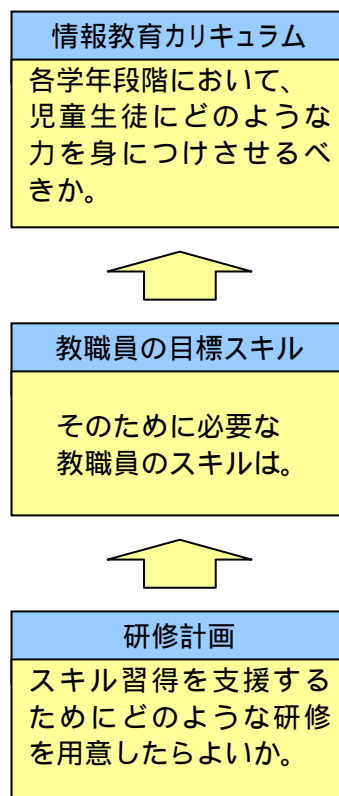 情報教育カリキュラム
各学年段階において、
児童生徒にどのような
力を身につけさせるべ
きか。
教職員の目標スキル
そのために必要な
教職員のスキルは。
研修計画
スキル習得を支援する
ためにどのような研修
を用意したらよいか。